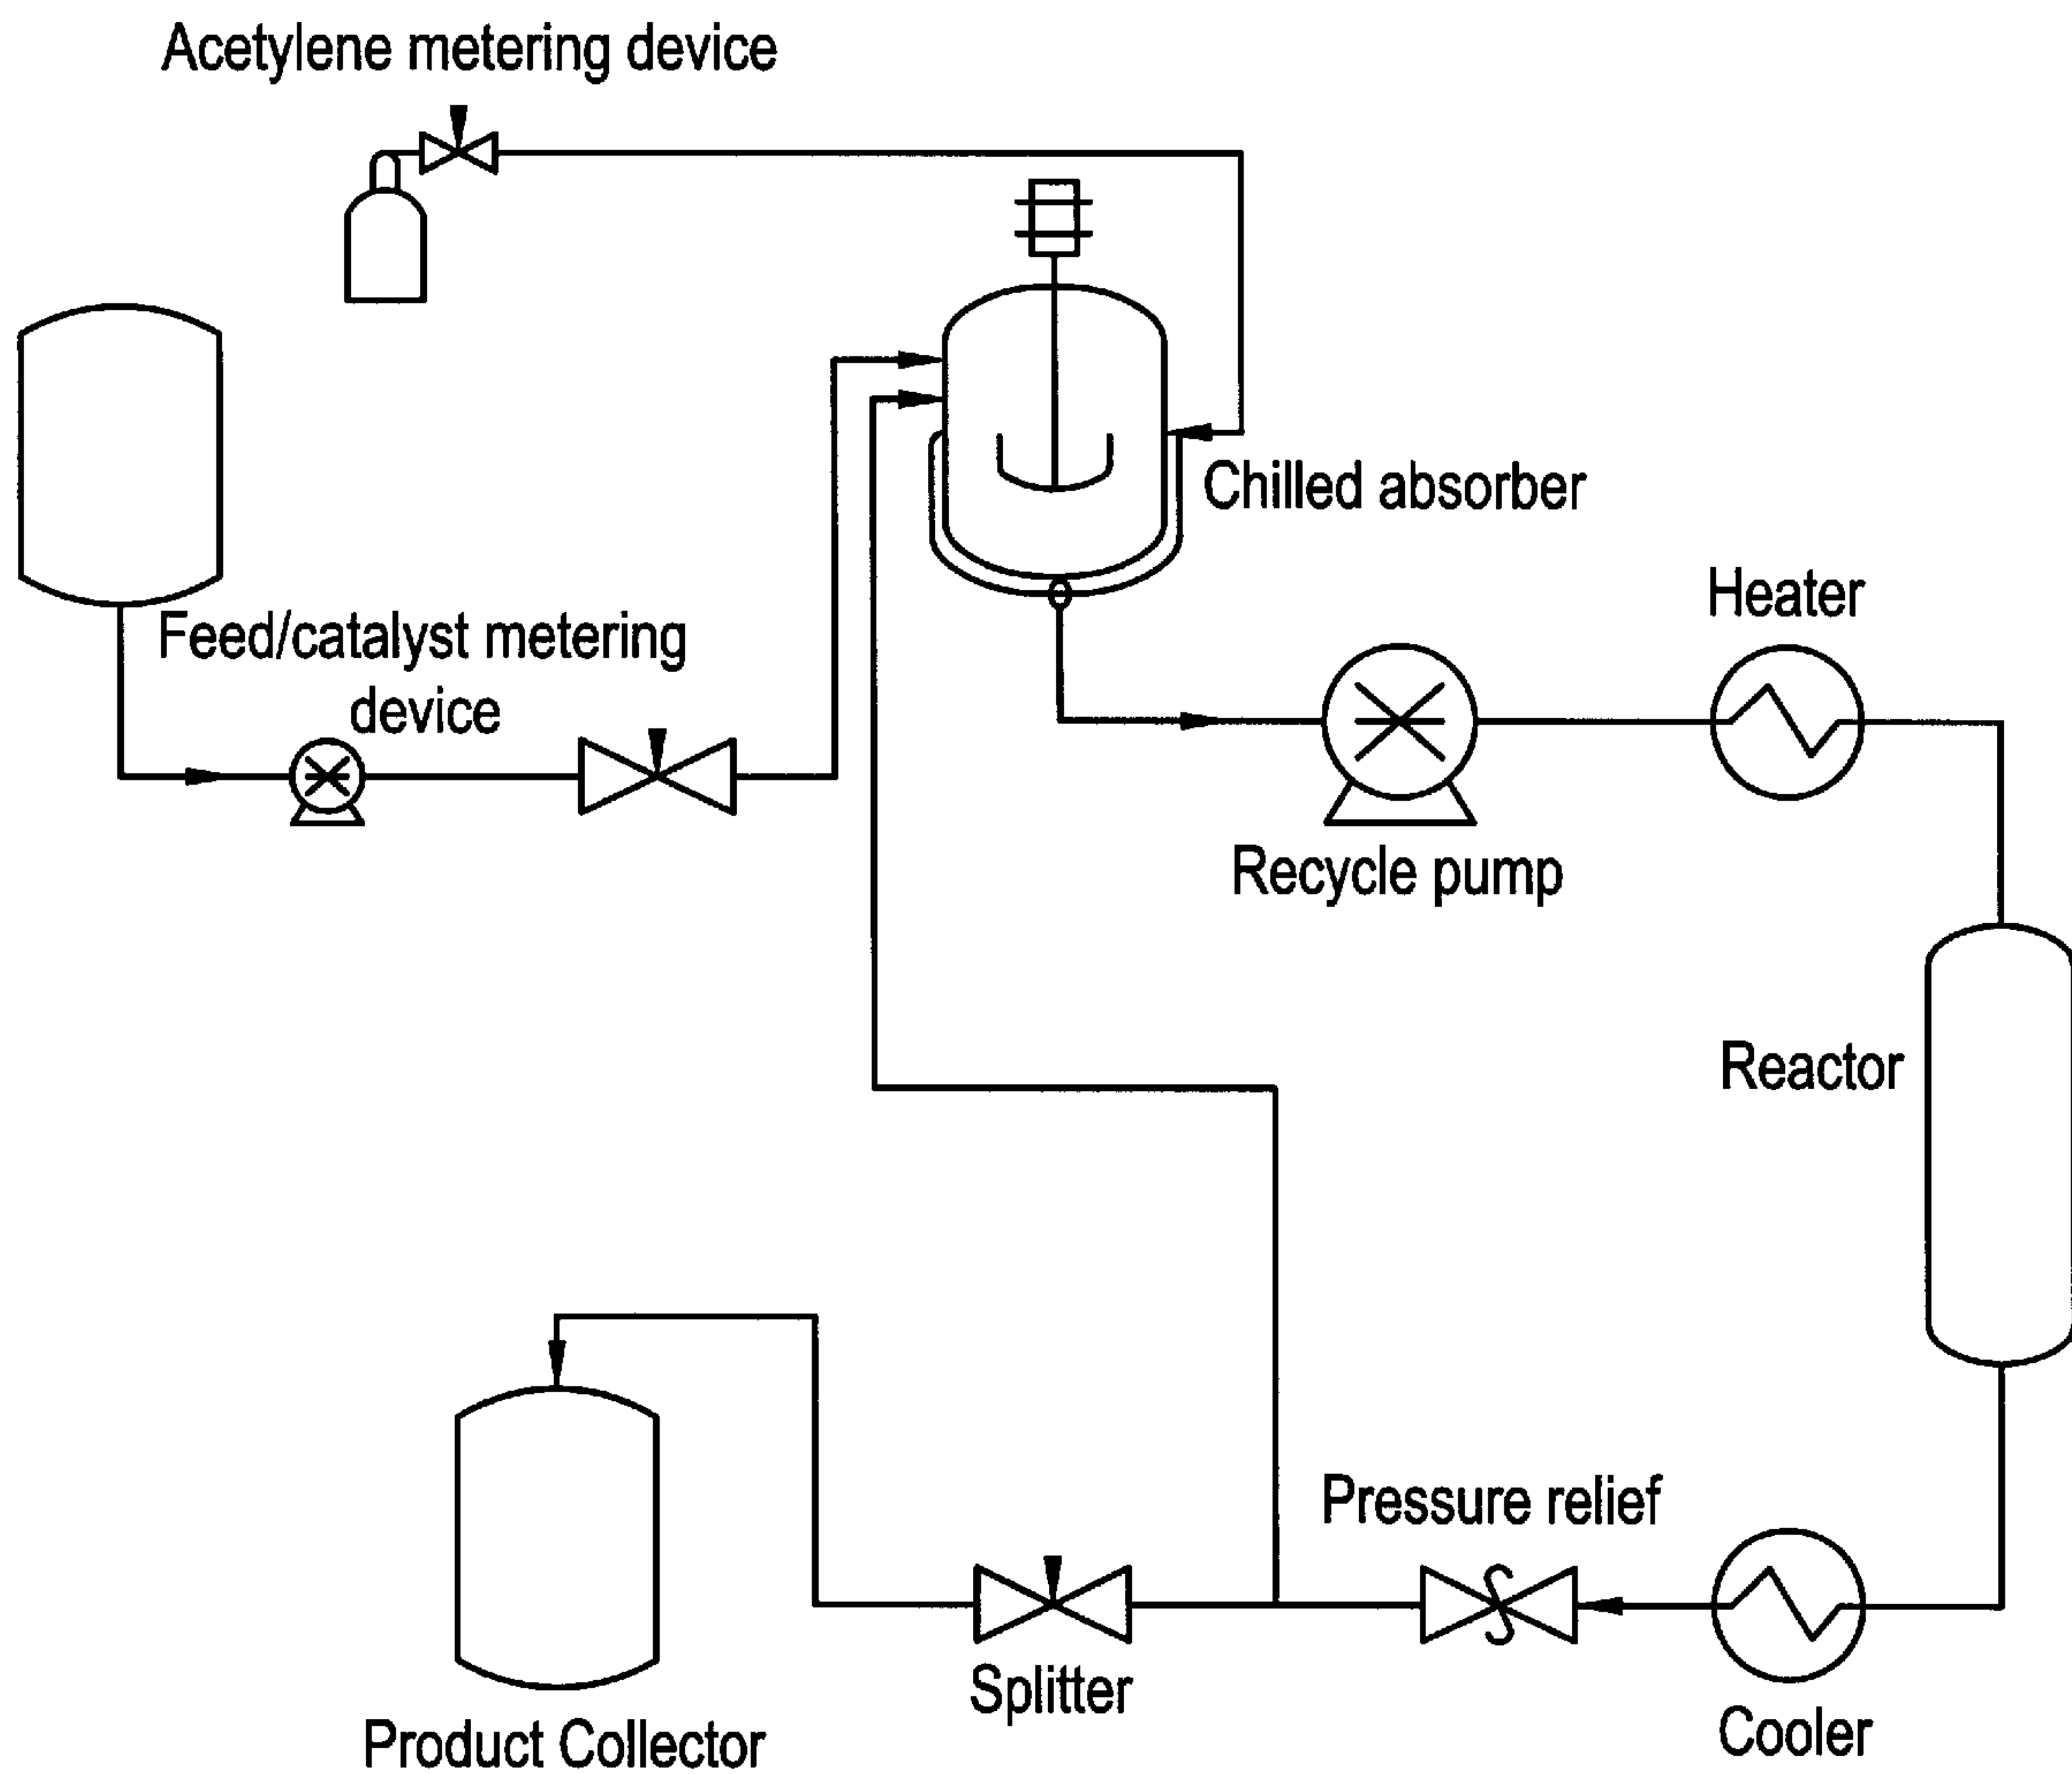 Acetylene metering device
Chilled absorber
Heater
Feed/catalyst metering
device
Recycle pump
Reactor
Pressure relief
Splitter
Cooler
Product Collector